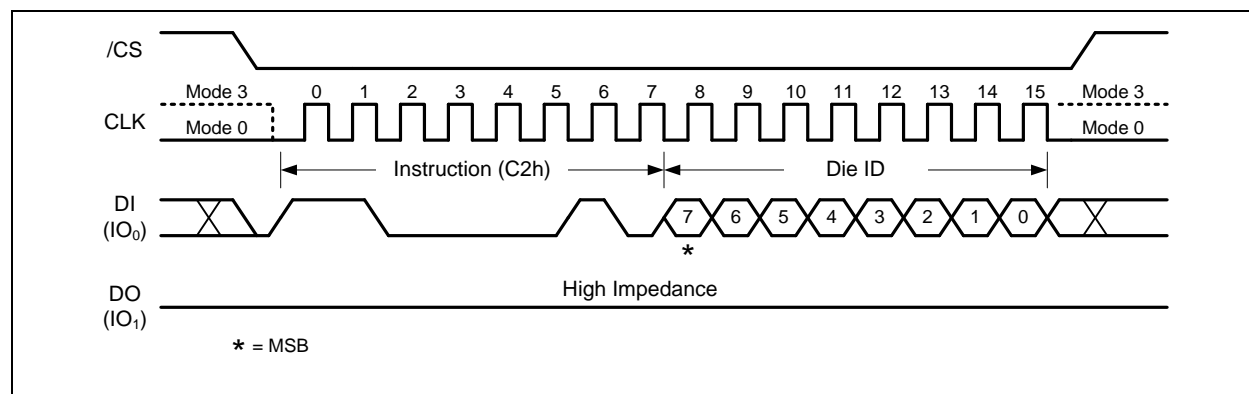 /CS
Mode 3 0 1 2 3 4 5 6 7 8 9 10 11 12 13 14 15 Mode 3
CLK
Mode 0 Mode 0
Instruction (C2h) Die ID
DI
(IO₀)
7 6 5 4 3 2 1 0
*
DO
(IO₁)
High Impedance
* = MSB